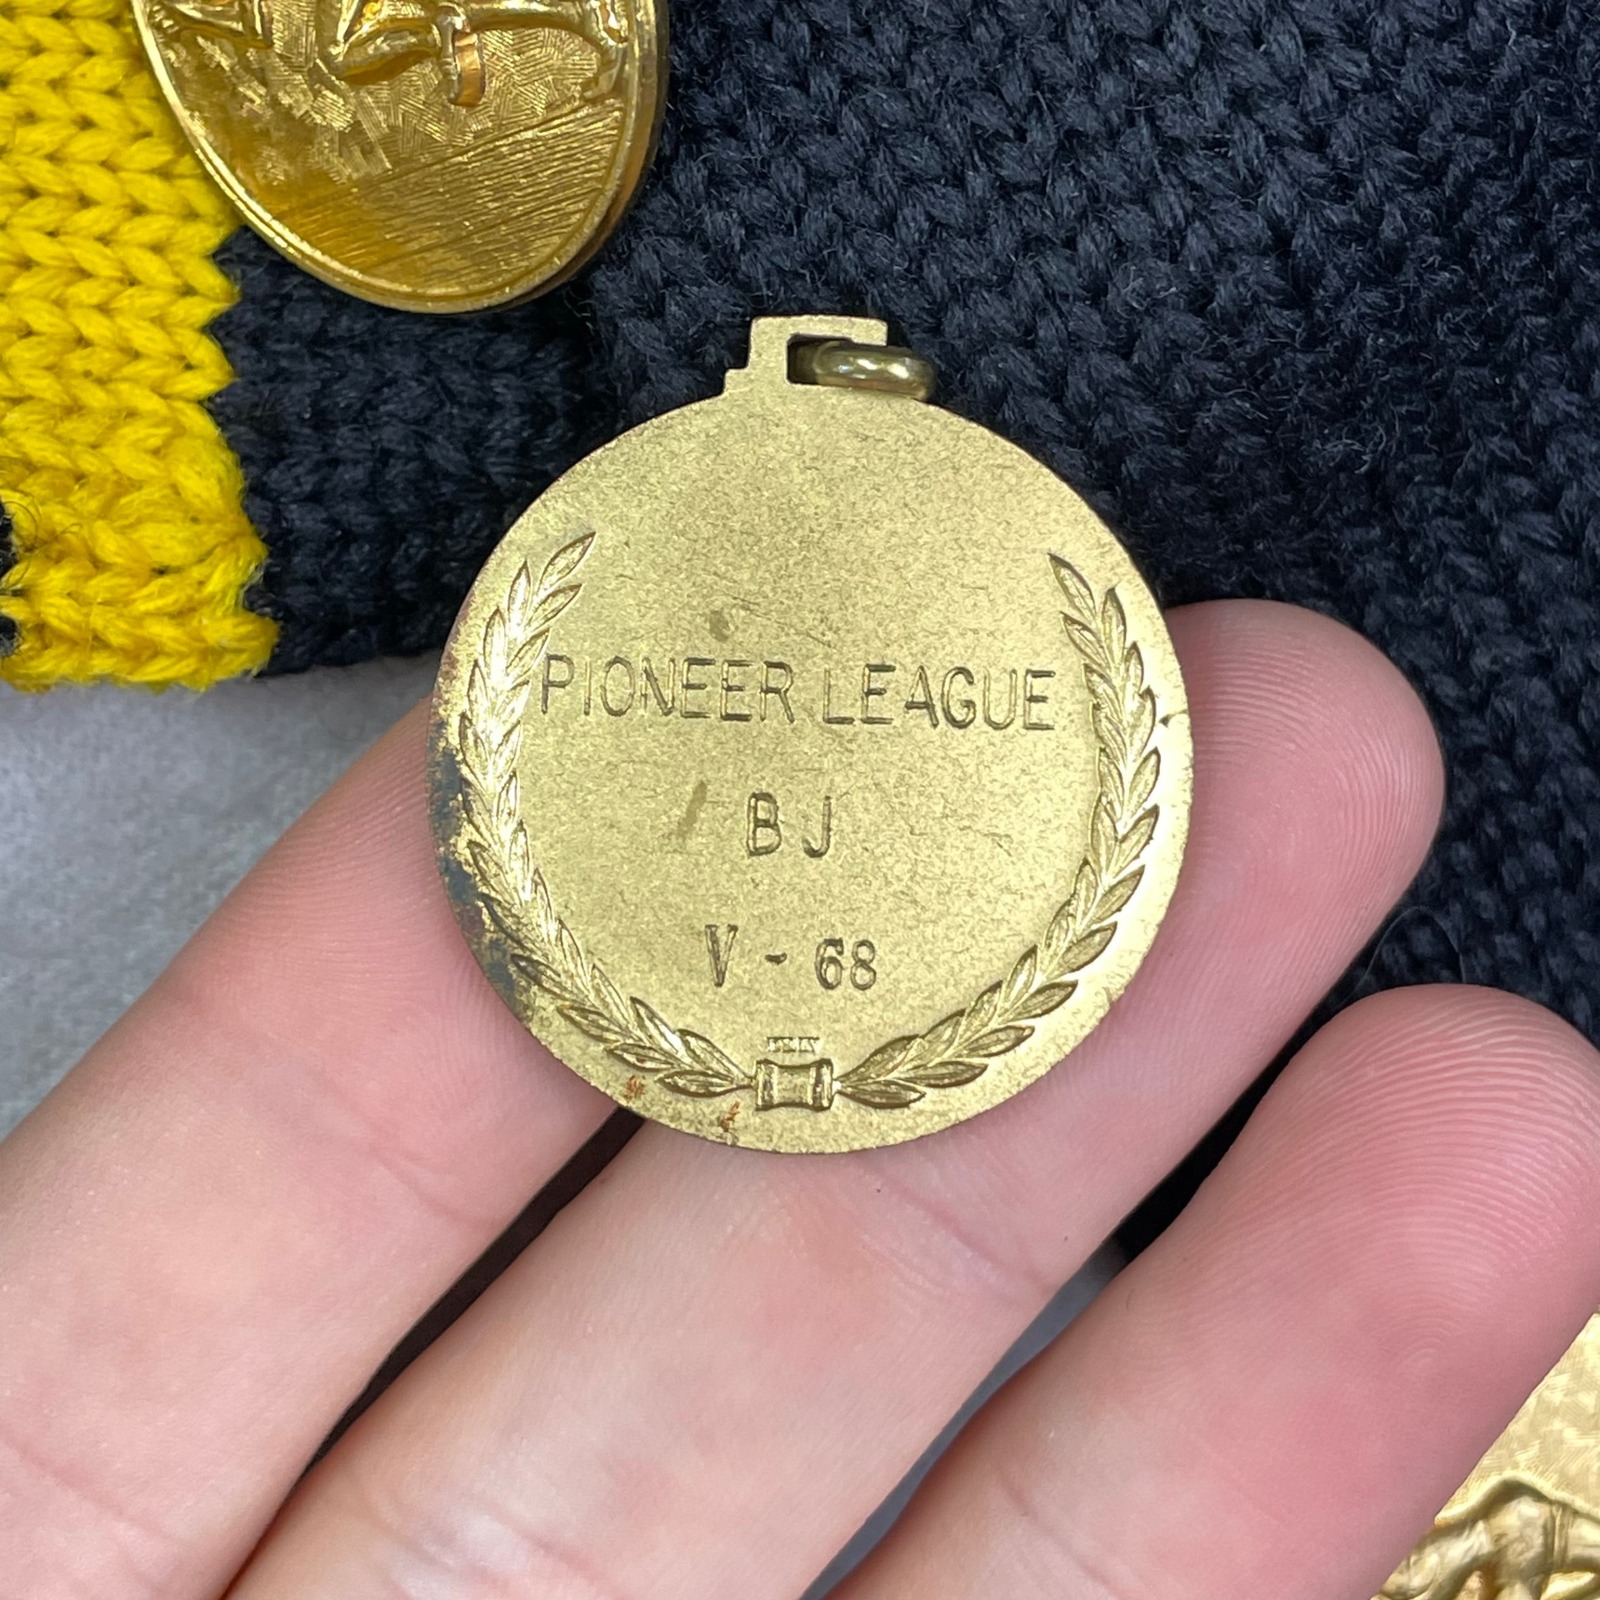 PIONEER LEAGUE
BJ
V - 68